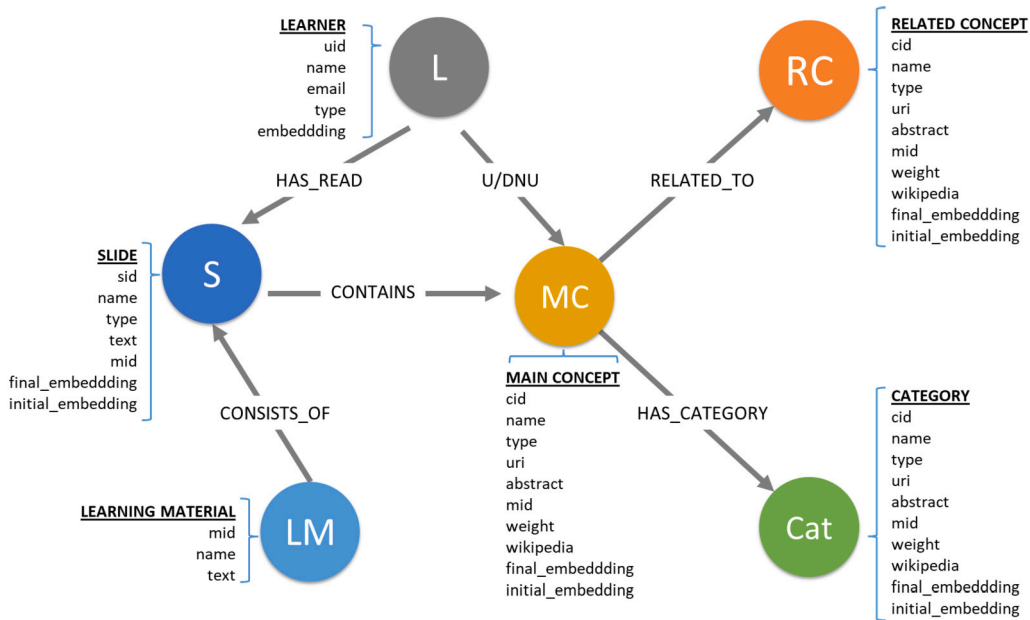 LEARNER
uid
name
email
type
embeddding
L
RC
RELATED CONCEPT
cid
name
type
uri
abstract
mid
weight
wikipedia
final_embeddding
initial_embedding
HAS_READ
U/DNU
RELATED_TO
SLIDE
sid
name
type
text
mid
final_embeddding
initial_embedding
S
CONTAINS
MC
MAIN CONCEPT
cid
name
type
uri
abstract
mid
weight
wikipedia
final_embeddding
initial_embedding
CONSISTS_OF
HAS_CATEGORY
LEARNING MATERIAL
mid
name
text
LM
Cat
CATEGORY
cid
name
type
uri
abstract
mid
weight
wikipedia
final_embeddding
initial_embedding